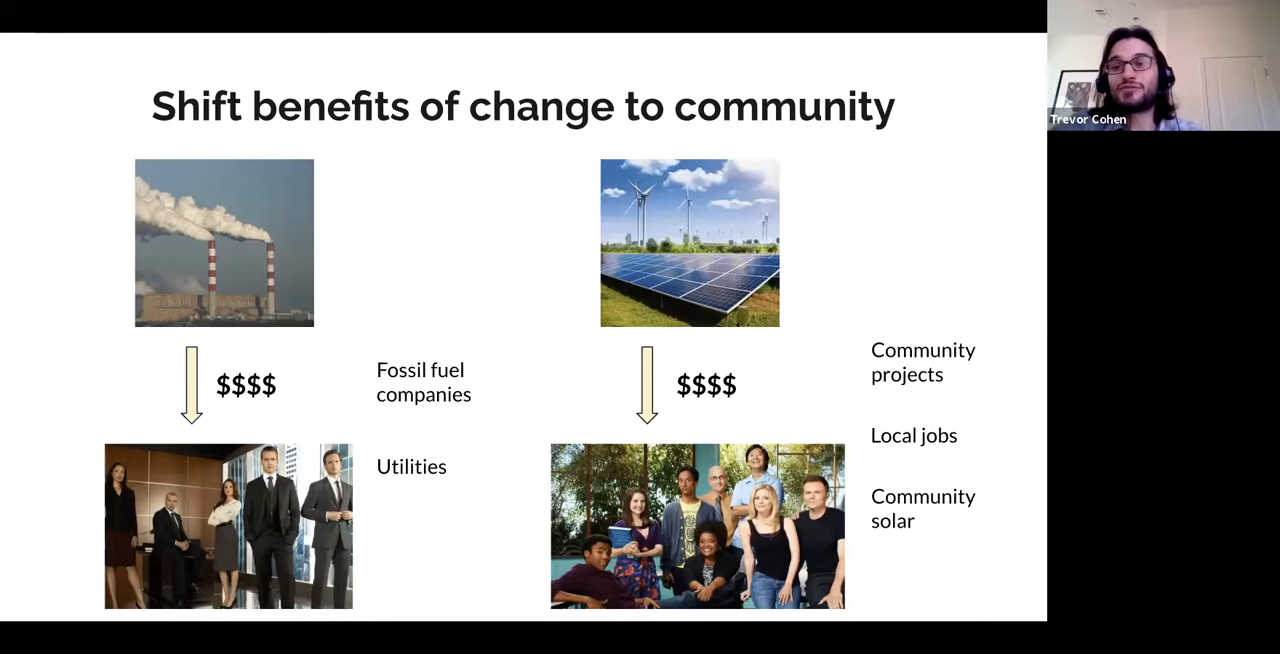 Shift benefits of change to community
Trevor Cohen
$$$$
Fossil fuel
companies
Utilities
$$$$
Community
projects
Local jobs
Community
solar